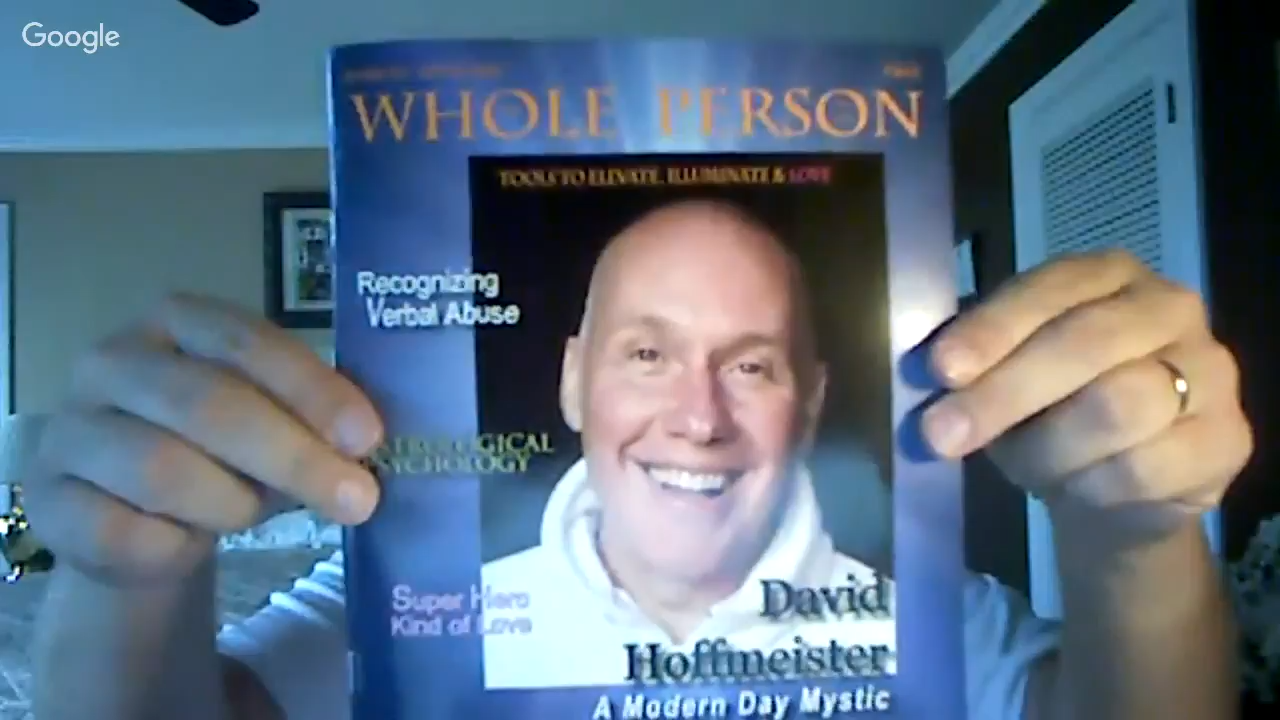 Google
WHOLE PERSON
TOOLS TO ELEVATE, ILLUMINATE & LOVE
Recognizing
Verbal Abuse
PSYCHOLOGY
Super Hero
Kind of Love
David
Hoffmeister
A Modern Day Mystic